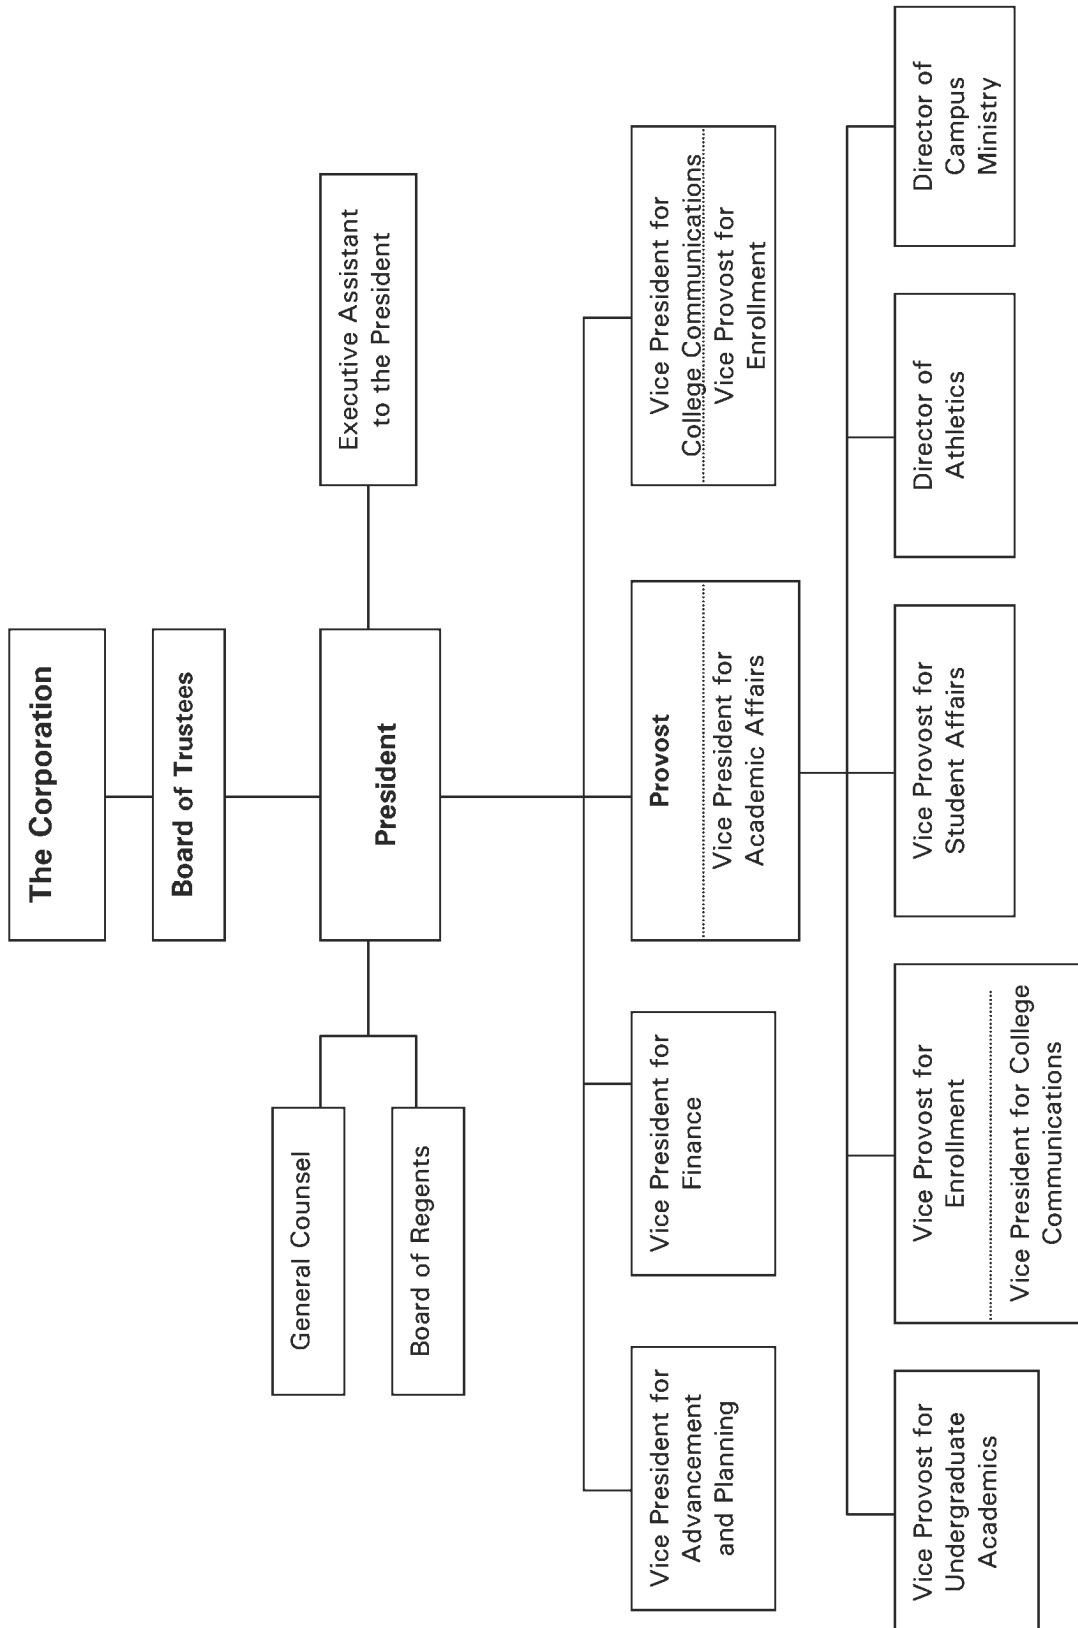 The Corporation
Board of Trustees
General Counsel
Board of Regents
President
Executive Assistant
to the President
Vice President for
Advancement
and Planning
Vice President for
Finance
Provost
Vice President for
Academic Affairs
Vice President for
College Communications
Vice Provost for
Enrollment
Vice Provost for
Undergraduate
Academics
Vice Provost for
Enrollment
Vice President for College
Communications
Vice Provost for
Student Affairs
Director of
Athletics
Director of
Campus
Ministry